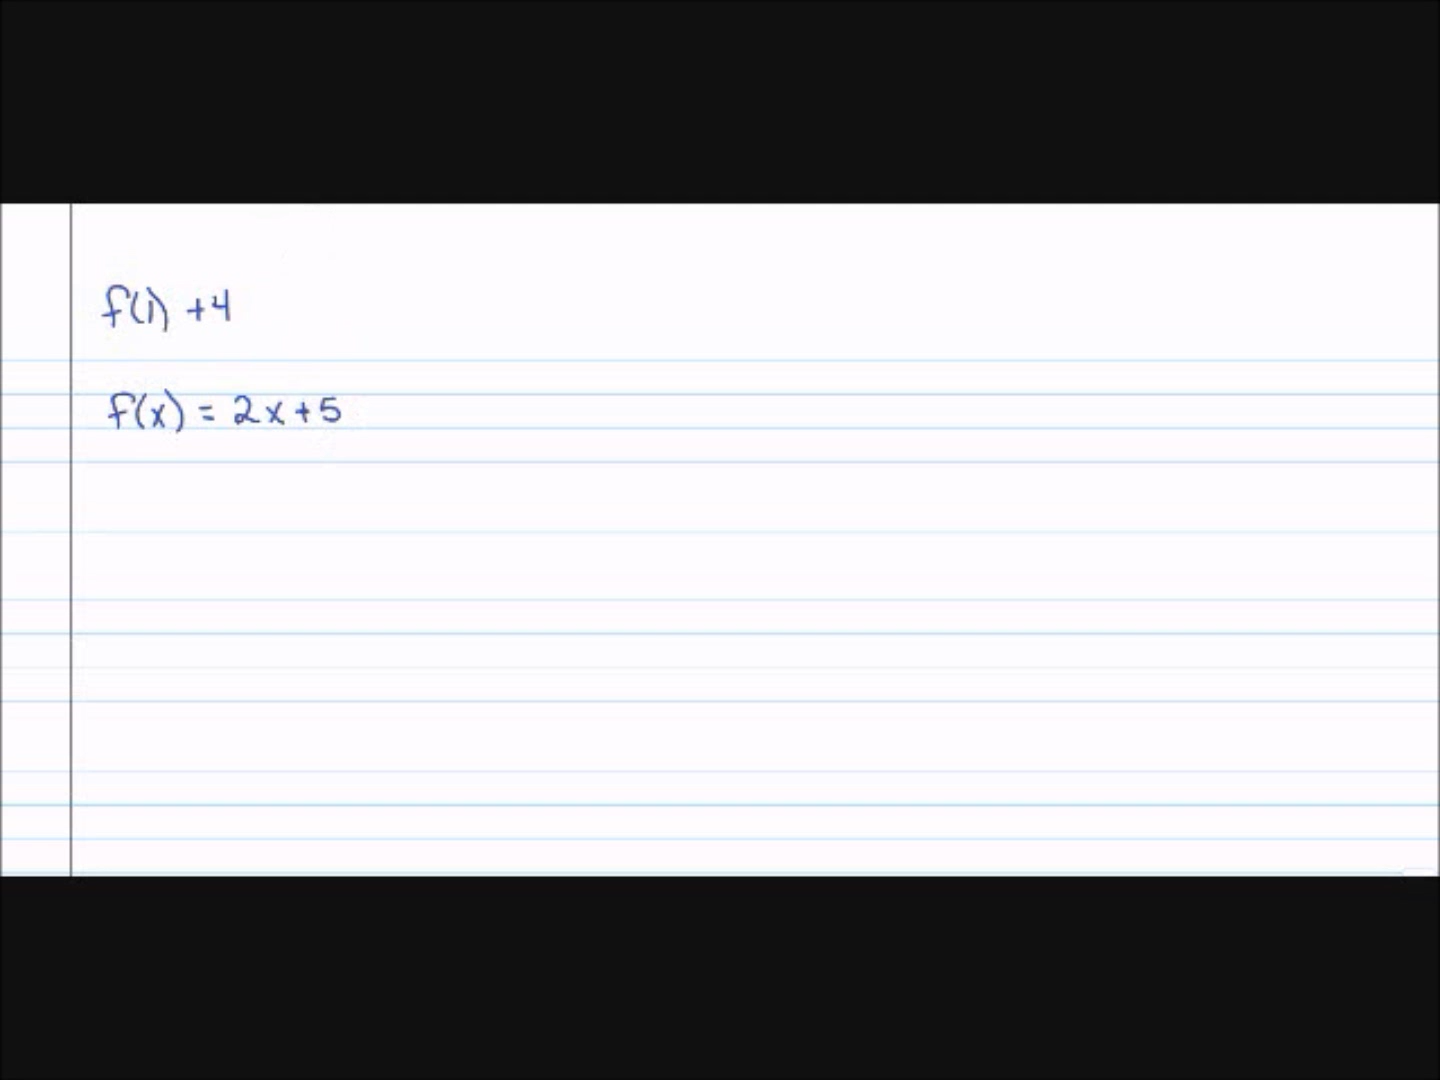 f(1) +4
f(x) = 2x+5